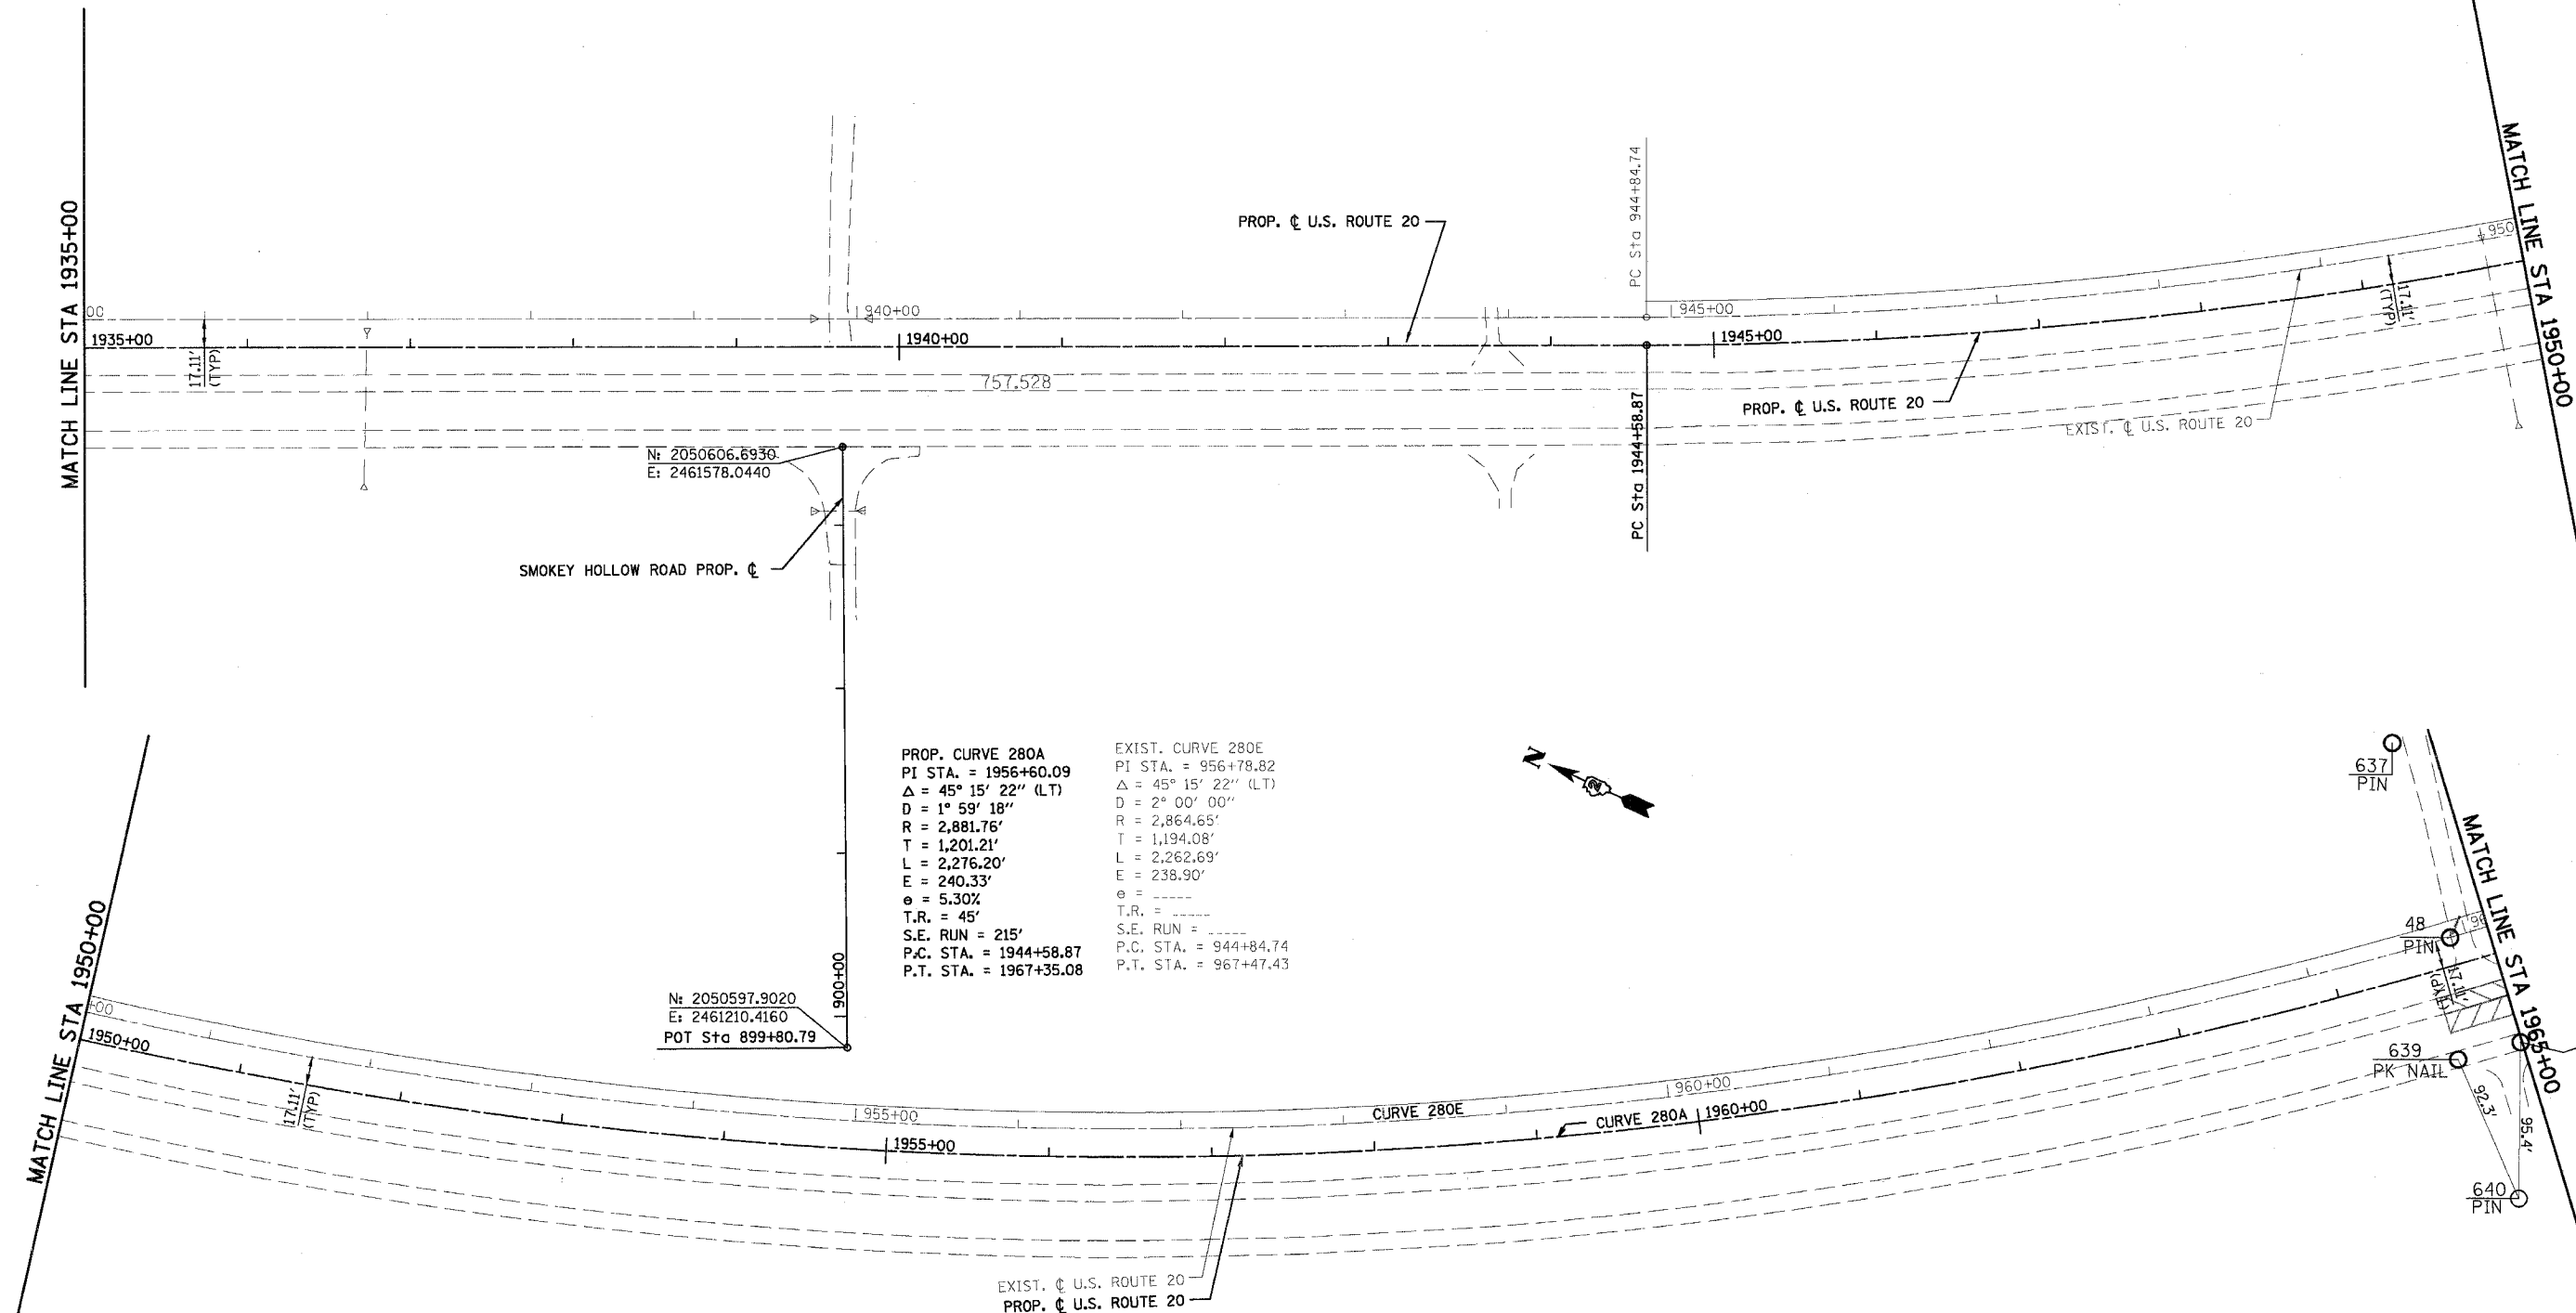 MATCH LINE STA 1935+00
00
1935+00
17.11'
(TYP)
940+00
1940+00
757.528
PROP. ℄ U.S. ROUTE 20
PC Sta 944+84.74
945+00
1945+00
PC Sta 1944+58.87
PROP. ℄ U.S. ROUTE 20
EXIST. ℄ U.S. ROUTE 20
17.11'
(TYP)
950
MATCH LINE STA 1950+00
N: 2050606.6930
E: 2461578.0440
SMOKEY HOLLOW ROAD PROP. ℄
1900+00
N: 2050597.9020
E: 2461210.4160
POT Sta 899+80.79
PROP. CURVE 280A
PI STA. = 1956+60.09
Δ = 45° 15' 22" (LT)
D = 1° 59' 18"
R = 2,881.76'
T = 1,201.21'
L = 2,276.20'
E = 240.33'
e = 5.30%
T.R. = 45'
S.E. RUN = 215'
P.C. STA. = 1944+58.87
P.T. STA. = 1967+35.08
EXIST. CURVE 280E
PI STA. = 956+78.82
Δ = 45° 15' 22" (LT)
D = 2° 00' 00"
R = 2,864.65'
T = 1,194.08'
L = 2,262.69'
E = 238.90'
e = _____
T.R. = _____
S.E. RUN = _____
P.C. STA. = 944+84.74
P.T. STA. = 967+47.43
N
2
MATCH LINE STA 1950+00
+00
1950+00
17.11'
(TYP)
955+00
1955+00
CURVE 280E
960+00
CURVE 280A
1960+00
EXIST. ℄ U.S. ROUTE 20
PROP. ℄ U.S. ROUTE 20
637
PIN
48
PIN
17.11'
(TYP)
639
PK NAIL
92.3'
95.4'
640
PIN
MATCH LINE STA 1965+00